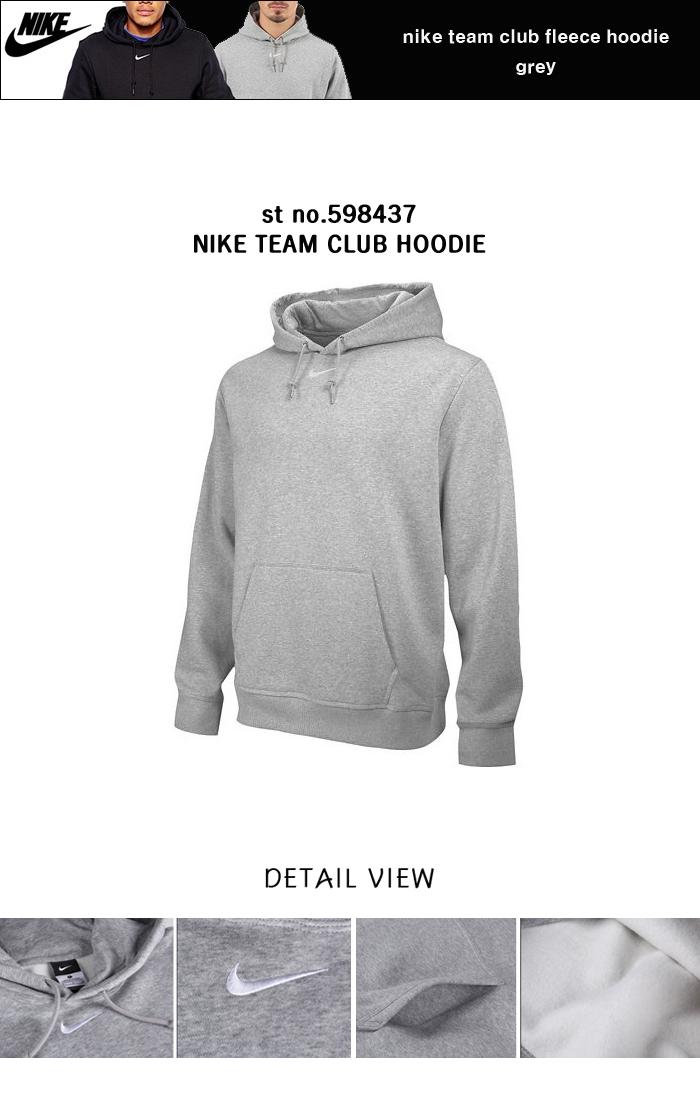 NIKE
nike team club fleece hoodie
grey
st no.598437
NIKE TEAM CLUB HOODIE
DETAIL VIEW